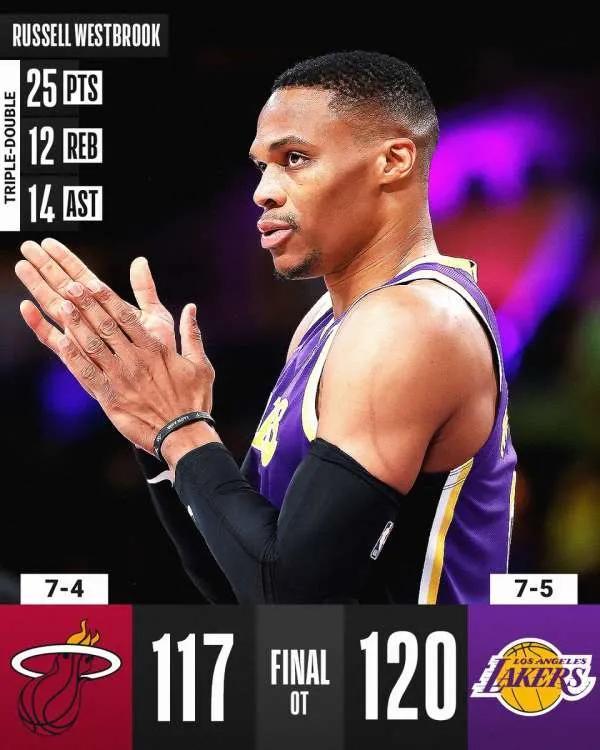 RUSSELL WESTBROOK
TRIPLE-DOUBLE
25 PTS
12 REB
14 AST
7-4
7-5
117
FINAL
OT
120
LOS ANGELES
LAKERS